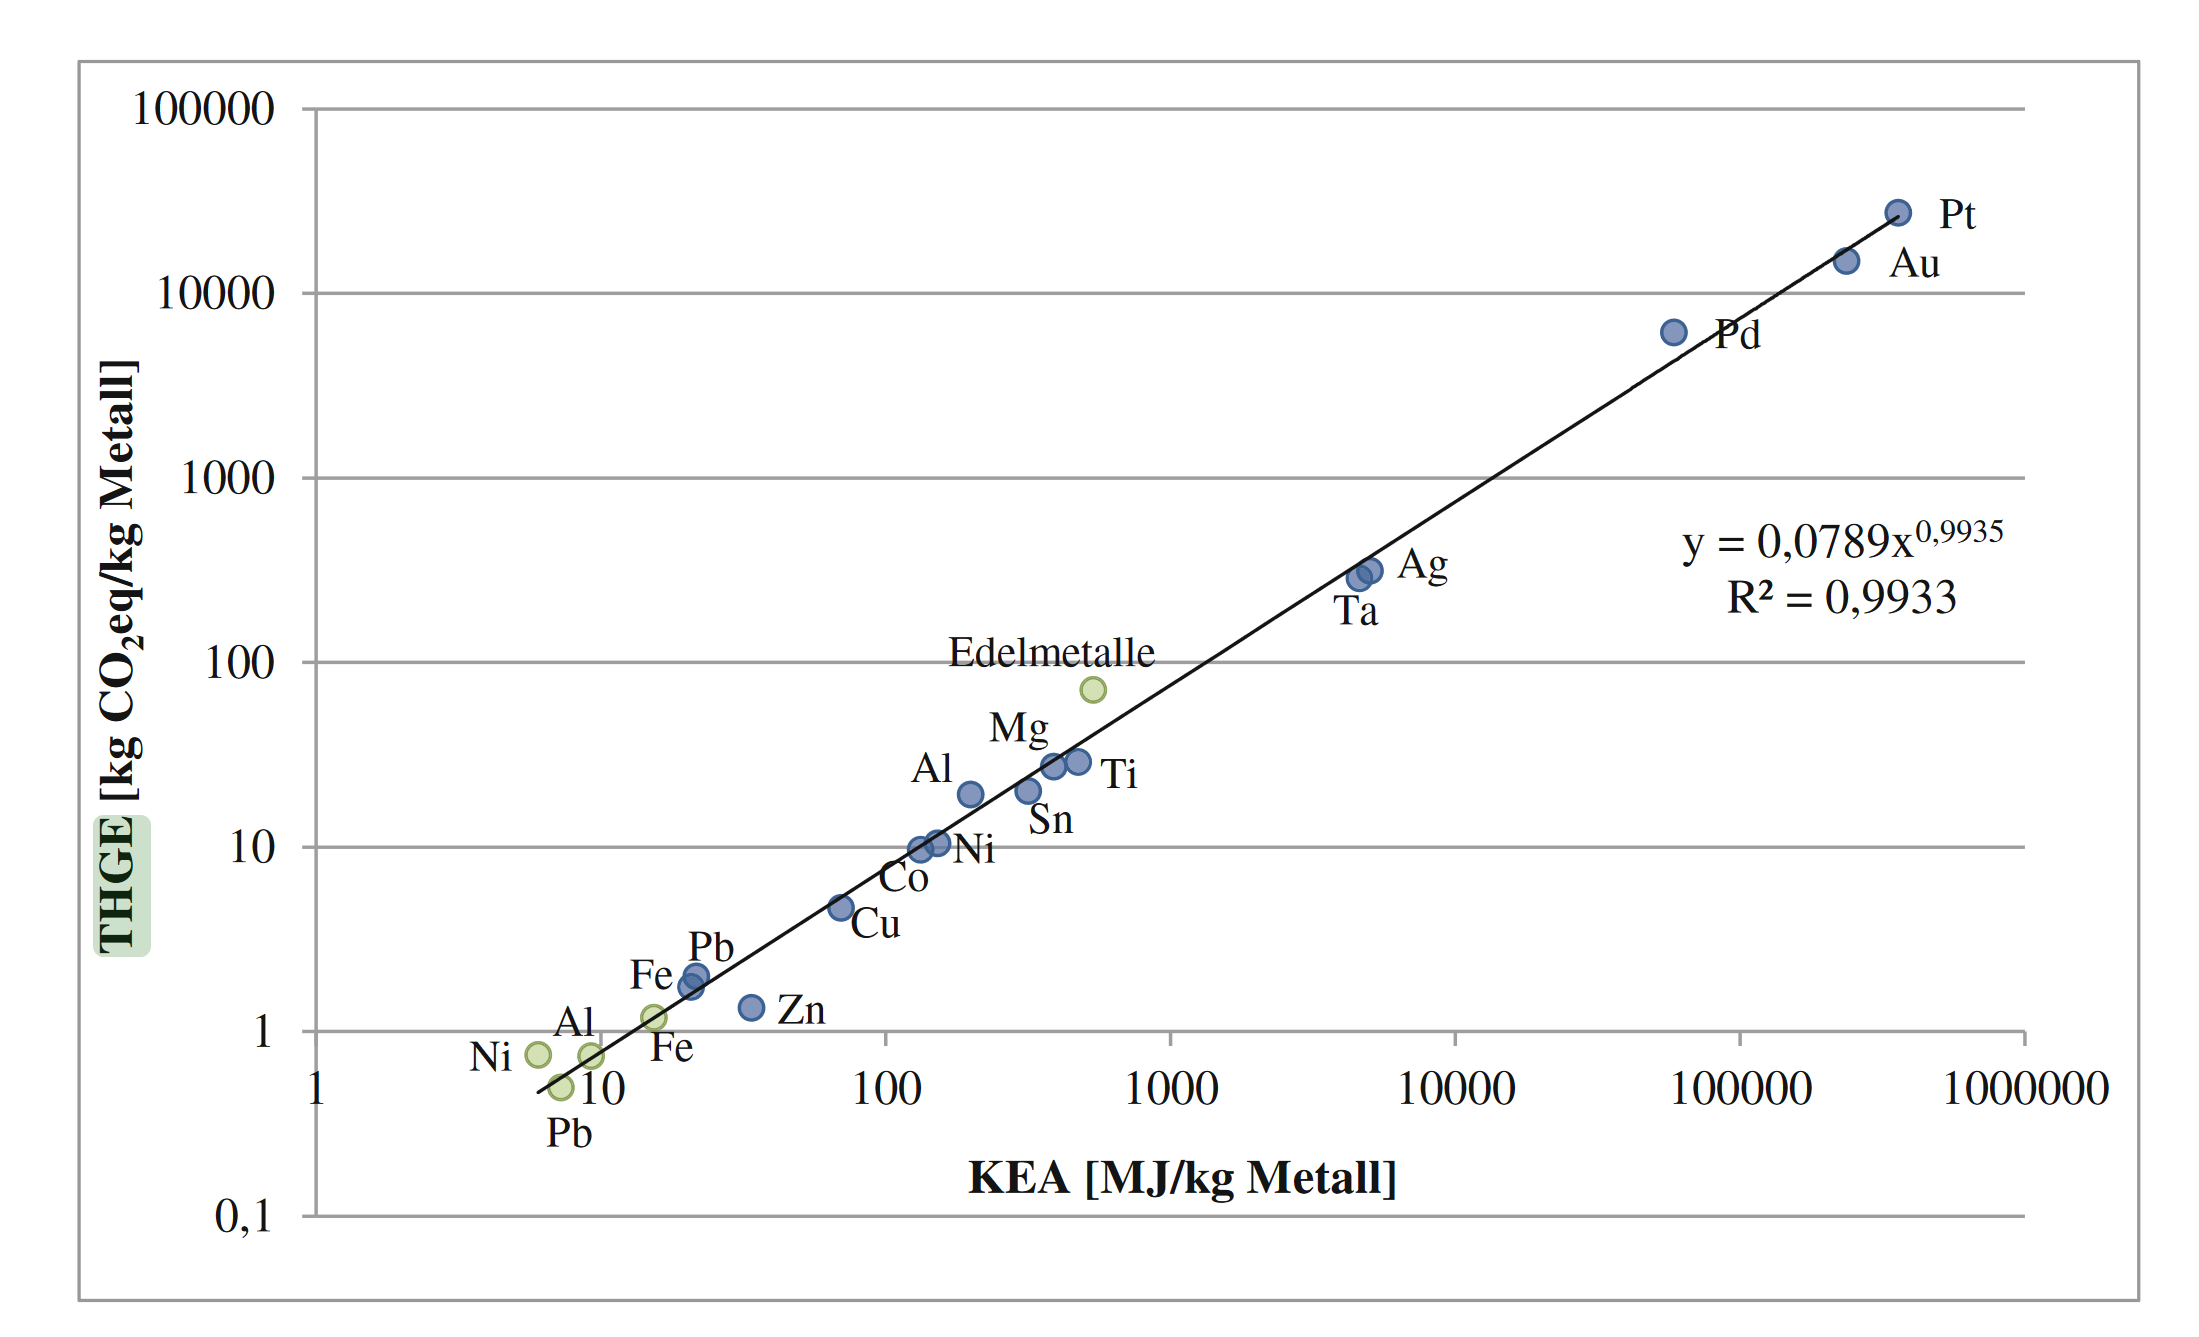 100000
10000
1000
100
10
1
0,1
THGE [kg CO₂eq/kg Metall]
Pt
Au
Pd
y = 0,0789x^0,9935
R² = 0,9933
Ag
Ta
Edelmetalle
Mg
Al
Ti
Sn
Ni
Co
Cu
Pb
Fe
Zn
Al
Fe
Ni
Pb
1 10 100 1000 10000 100000 1000000
KEA [MJ/kg Metall]